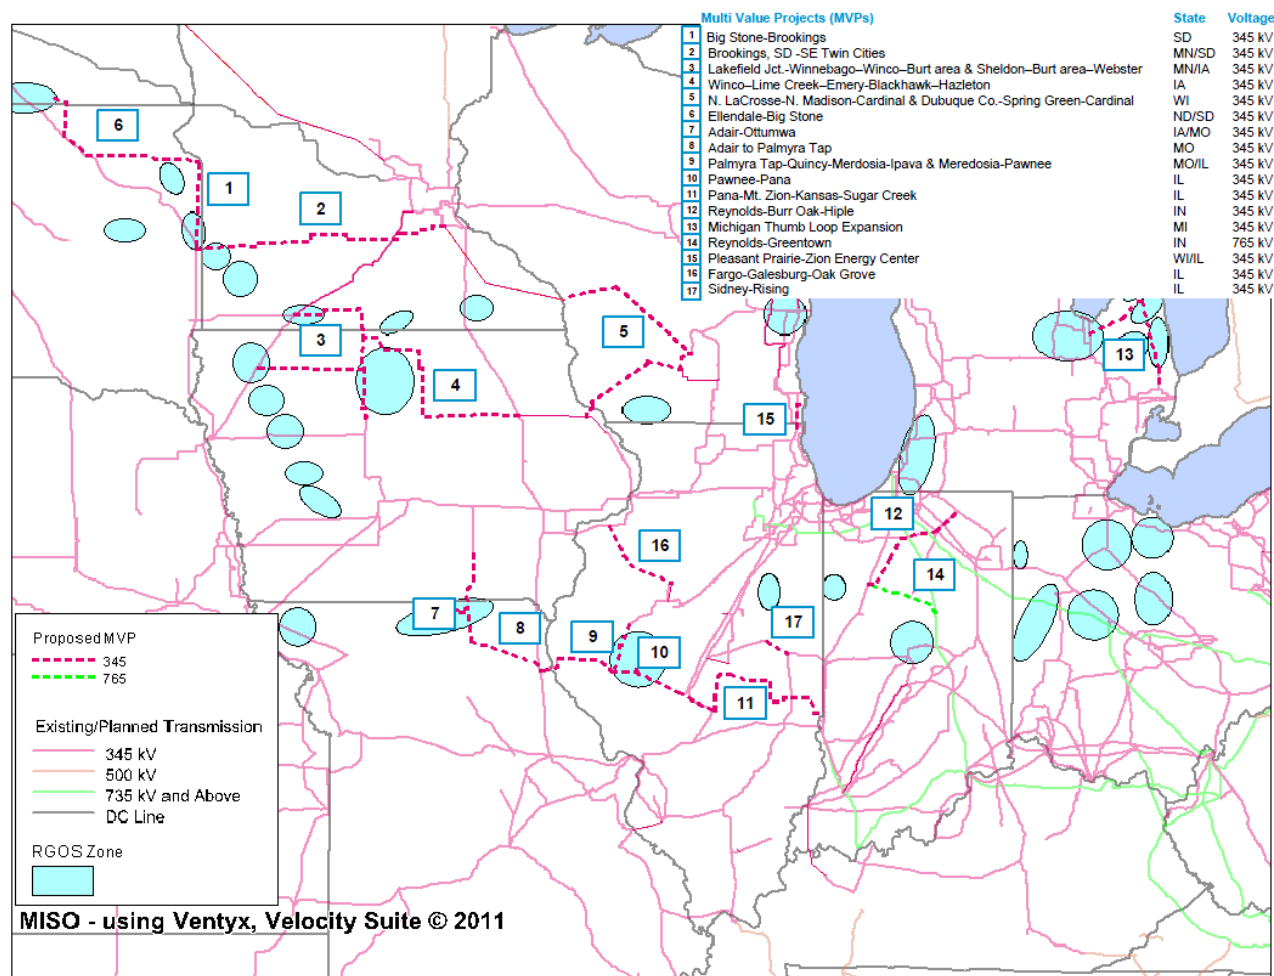 Multi Value Projects (MVPs) State Voltage
1 Big Stone-Brookings SD 345 kV
2 Brookings, SD -SE Twin Cities MN/SD 345 kV
3 Lakefield Jct.-Winnebago–Winco–Burt area & Sheldon–Burt area–Webster MN/IA 345 kV
4 Winco–Lime Creek–Emery-Blackhawk–Hazleton IA 345 kV
5 N. LaCrosse-N. Madison-Cardinal & Dubuque Co.-Spring Green-Cardinal WI 345 kV
6 Ellendale-Big Stone ND/SD 345 kV
7 Adair-Ottumwa IA/MO 345 kV
8 Adair to Palmyra Tap MO 345 kV
9 Palmyra Tap-Quincy-Merdosia-Ipava & Meredosia-Pawnee MO/IL 345 kV
10 Pawnee-Pana IL 345 kV
11 Pana-Mt. Zion-Kansas-Sugar Creek IL 345 kV
12 Reynolds-Burr Oak-Hiple IN 345 kV
13 Michigan Thumb Loop Expansion MI 345 kV
14 Reynolds-Greentown IN 765 kV
15 Pleasant Prairie-Zion Energy Center WI/IL 345 kV
16 Fargo-Galesburg-Oak Grove IL 345 kV
17 Sidney-Rising IL 345 kV
6
1
2
3
5
13
4
15
12
16
14
7
8
9
10
17
11
Proposed MVP
345
765
Existing/Planned Transmission
345 kV
500 kV
735 kV and Above
DC Line
RGOS Zone
MISO - using Ventyx, Velocity Suite © 2011